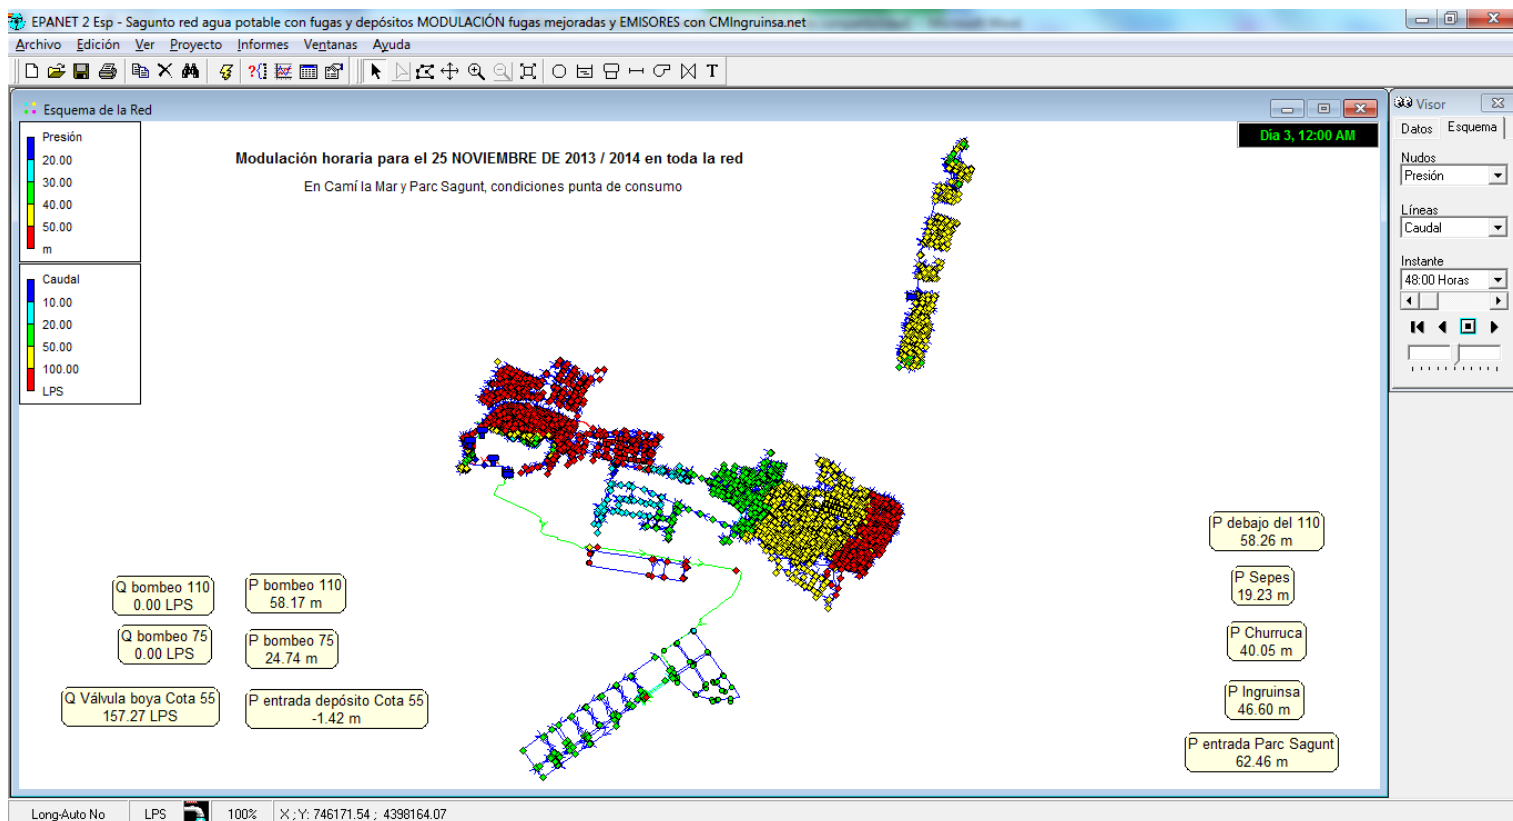 EPANET 2 Esp - Sagunto red agua potable con fugas y depósitos MODULACIÓN fugas mejoradas y EMISORES con CMIngruinsa.net
Archivo Edición Ver Proyecto Informes Ventanas Ayuda
T
Esquema de la Red
Presión
20.00
30.00
40.00
50.00
m
Caudal
10.00
20.00
50.00
100.00
LPS
Modulación horaria para el 25 NOVIEMBRE DE 2013 / 2014 en toda la red
En Camí la Mar y Parc Sagunt, condiciones punta de consumo
Día 3, 12:00 AM
Q bombeo 110
0.00 LPS
P bombeo 110
58.17 m
Q bombeo 75
0.00 LPS
P bombeo 75
24.74 m
Q Válvula boya Cota 55
157.27 LPS
P entrada depósito Cota 55
-1.42 m
P debajo del 110
58.26 m
P Sepes
19.23 m
P Churruca
40.05 m
P Ingruinsa
46.60 m
P entrada Parc Sagunt
62.46 m
Visor
Datos Esquema
Nudos
Presión
Líneas
Caudal
Instante
48:00 Horas
Long-Auto No LPS 100% X ; Y: 746171.54 ; 4398164.07